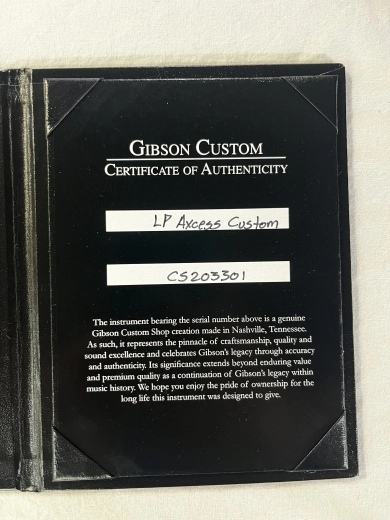 GIBSON CUSTOM
CERTIFICATE OF AUTHENTICITY
LP Axcess Custom
CS203301
The instrument bearing the serial number above is a genuine
Gibson Custom Shop creation made in Nashville, Tennessee.
As such, it represents the pinnacle of craftsmanship, quality and
sound excellence and celebrates Gibson's legacy through accuracy
and authenticity. Its significance extends beyond enduring value
and premium quality as a continuation of Gibson's legacy within
music history. We hope you enjoy the pride of ownership for the
long life this instrument was designed to give.